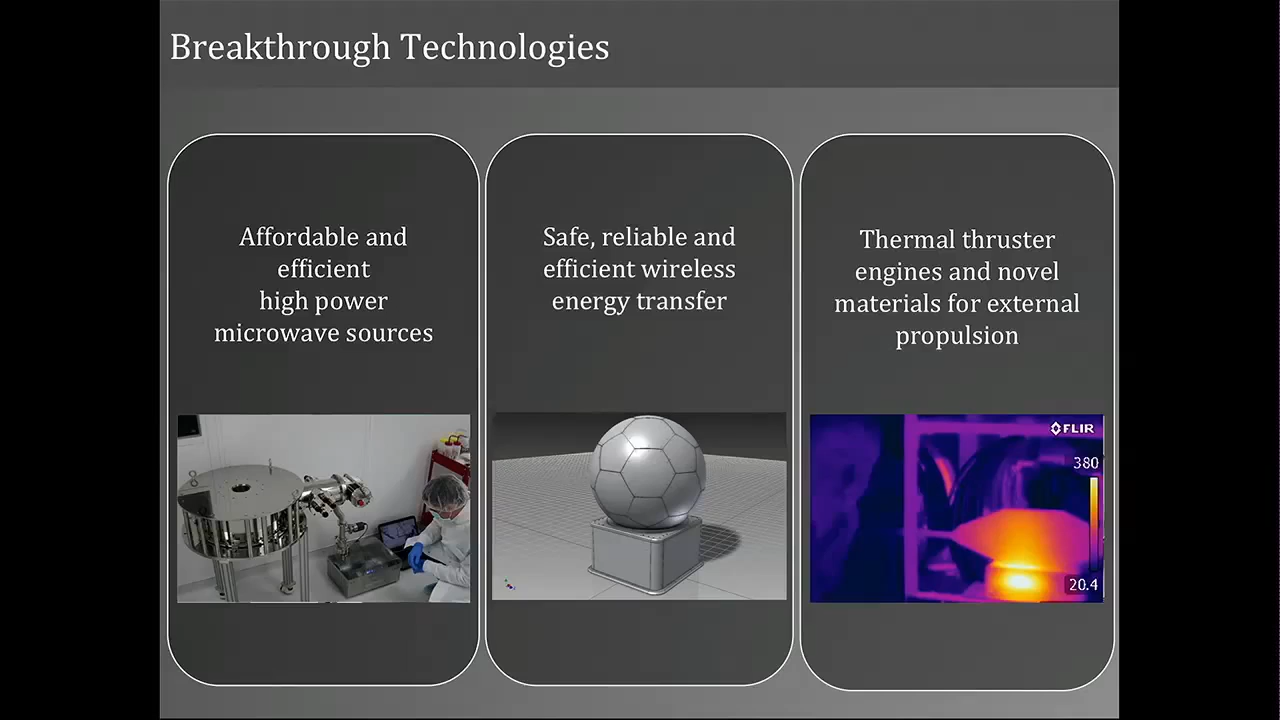 Breakthrough Technologies
Affordable and
efficient
high power
microwave sources
Safe, reliable and
efficient wireless
energy transfer
Thermal thruster
engines and novel
materials for external
propulsion
FLIR
380
20.4